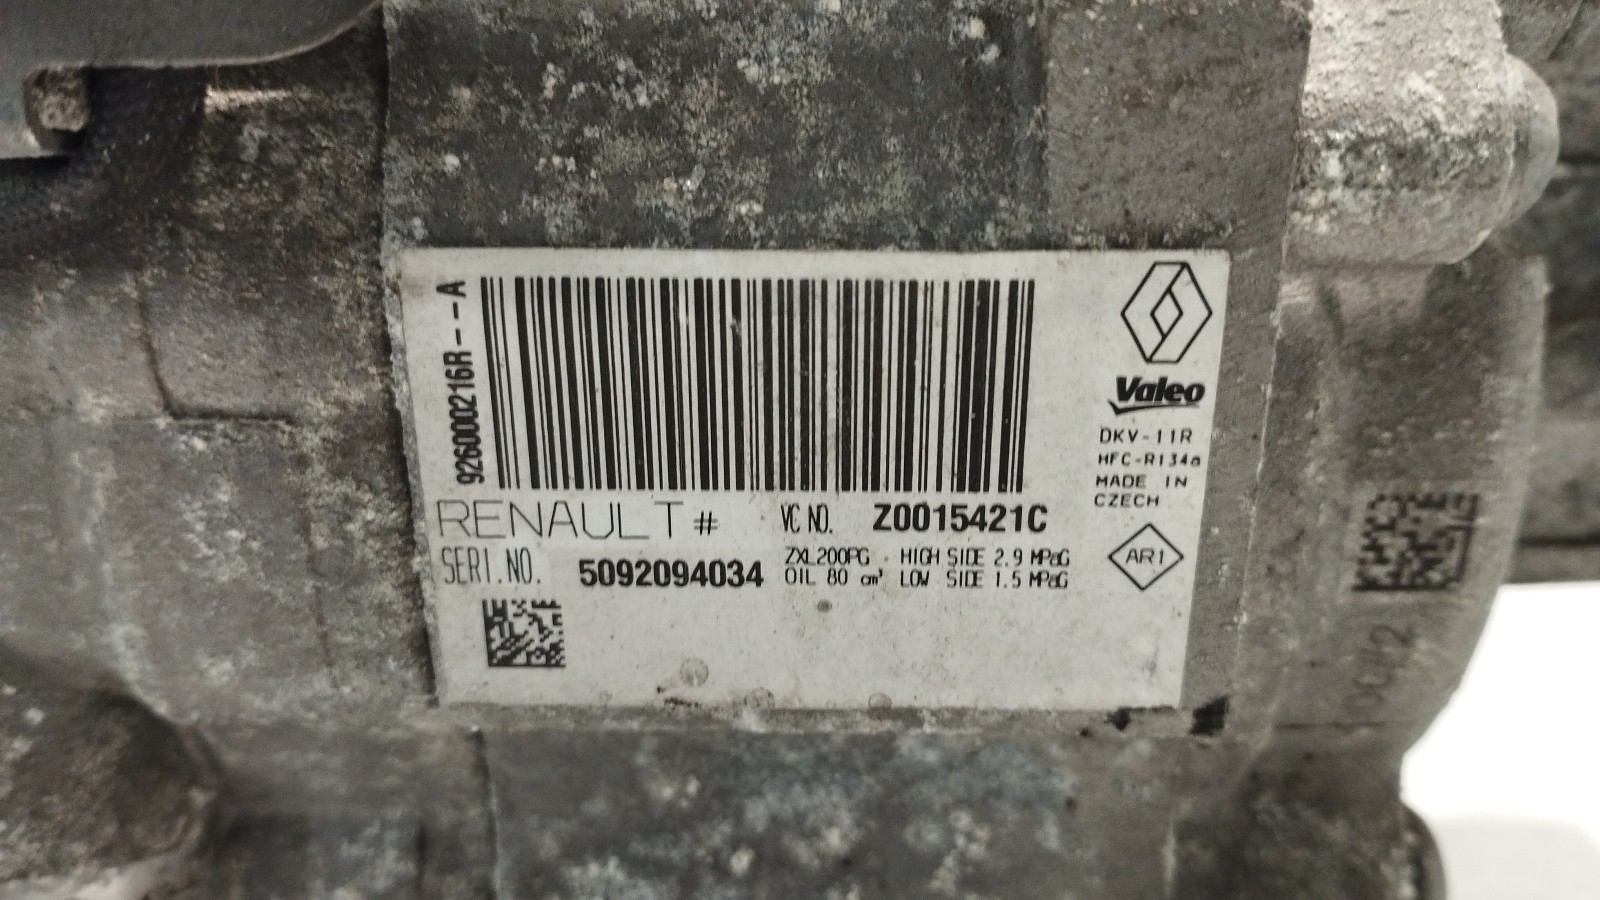 926000216R--A
Valeo
DKV-11R
HFC-R134a
MADE IN
CZECH
RENAULT #
VC NO. Z0015421C
SERI.NO. 5092094034
ZXL200PG · HIGH SIDE 2.9 MPaG
OIL 80 cm³ LOW SIDE 1.5 MPaG
AR1